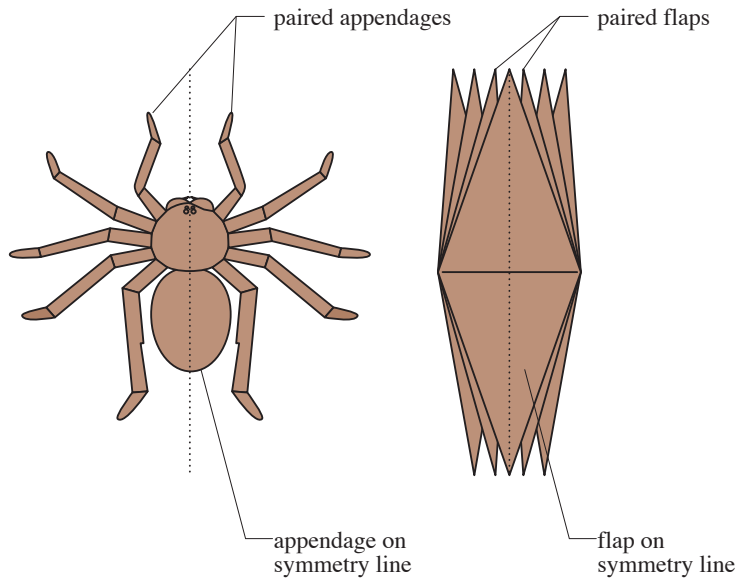 paired appendages
paired flaps
appendage on
symmetry line
flap on
symmetry line